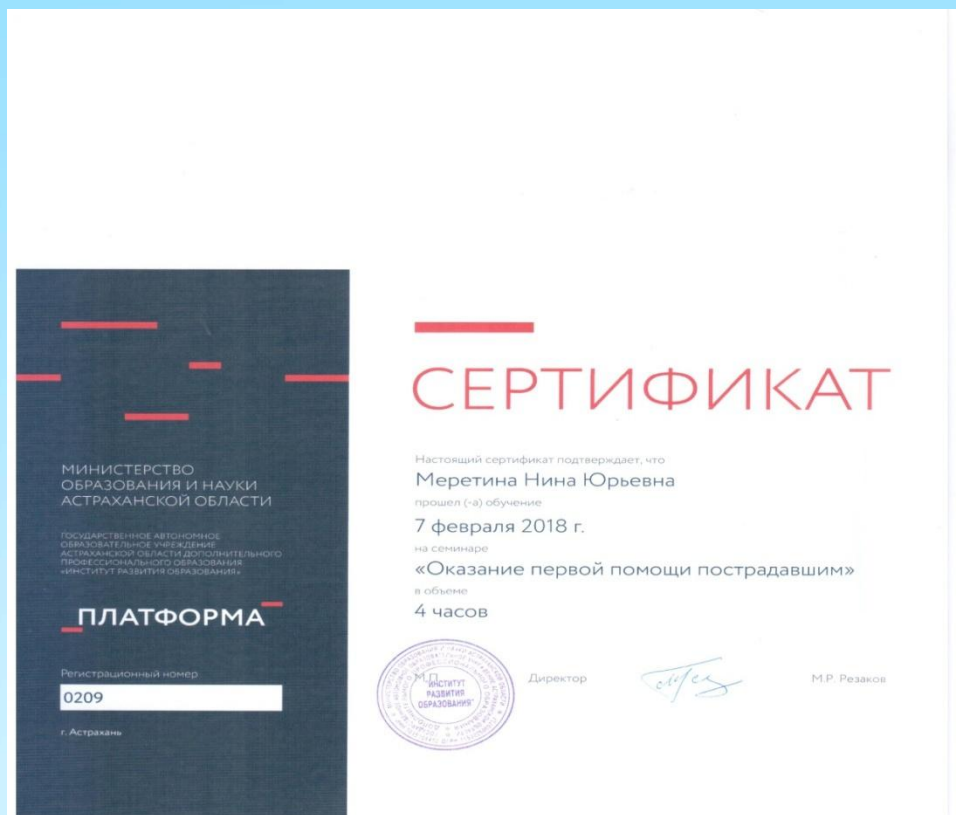 МИНИСТЕРСТВО
ОБРАЗОВАНИЯ И НАУКИ
АСТРАХАНСКОЙ ОБЛАСТИ
ГОСУДАРСТВЕННОЕ АВТОНОМНОЕ
ОБРАЗОВАТЕЛЬНОЕ УЧРЕЖДЕНИЕ
АСТРАХАНСКОЙ ОБЛАСТИ ДОПОЛНИТЕЛЬНОГО
ПРОФЕССИОНАЛЬНОГО ОБРАЗОВАНИЯ
«ИНСТИТУТ РАЗВИТИЯ ОБРАЗОВАНИЯ»
ПЛАТФОРМА
Регистрационный номер
0209
г. Астрахань
СЕРТИФИКАТ
Настоящий сертификат подтверждает, что
Меретина Нина Юрьевна
прошел (-а) обучение
7 февраля 2018 г.
на семинаре
«Оказание первой помощи пострадавшим»
в объеме
4 часов
М.П.
"ИНСТИТУТ
РАЗВИТИЯ
ОБРАЗОВАНИЯ"
Директор
М.Р. Резаков